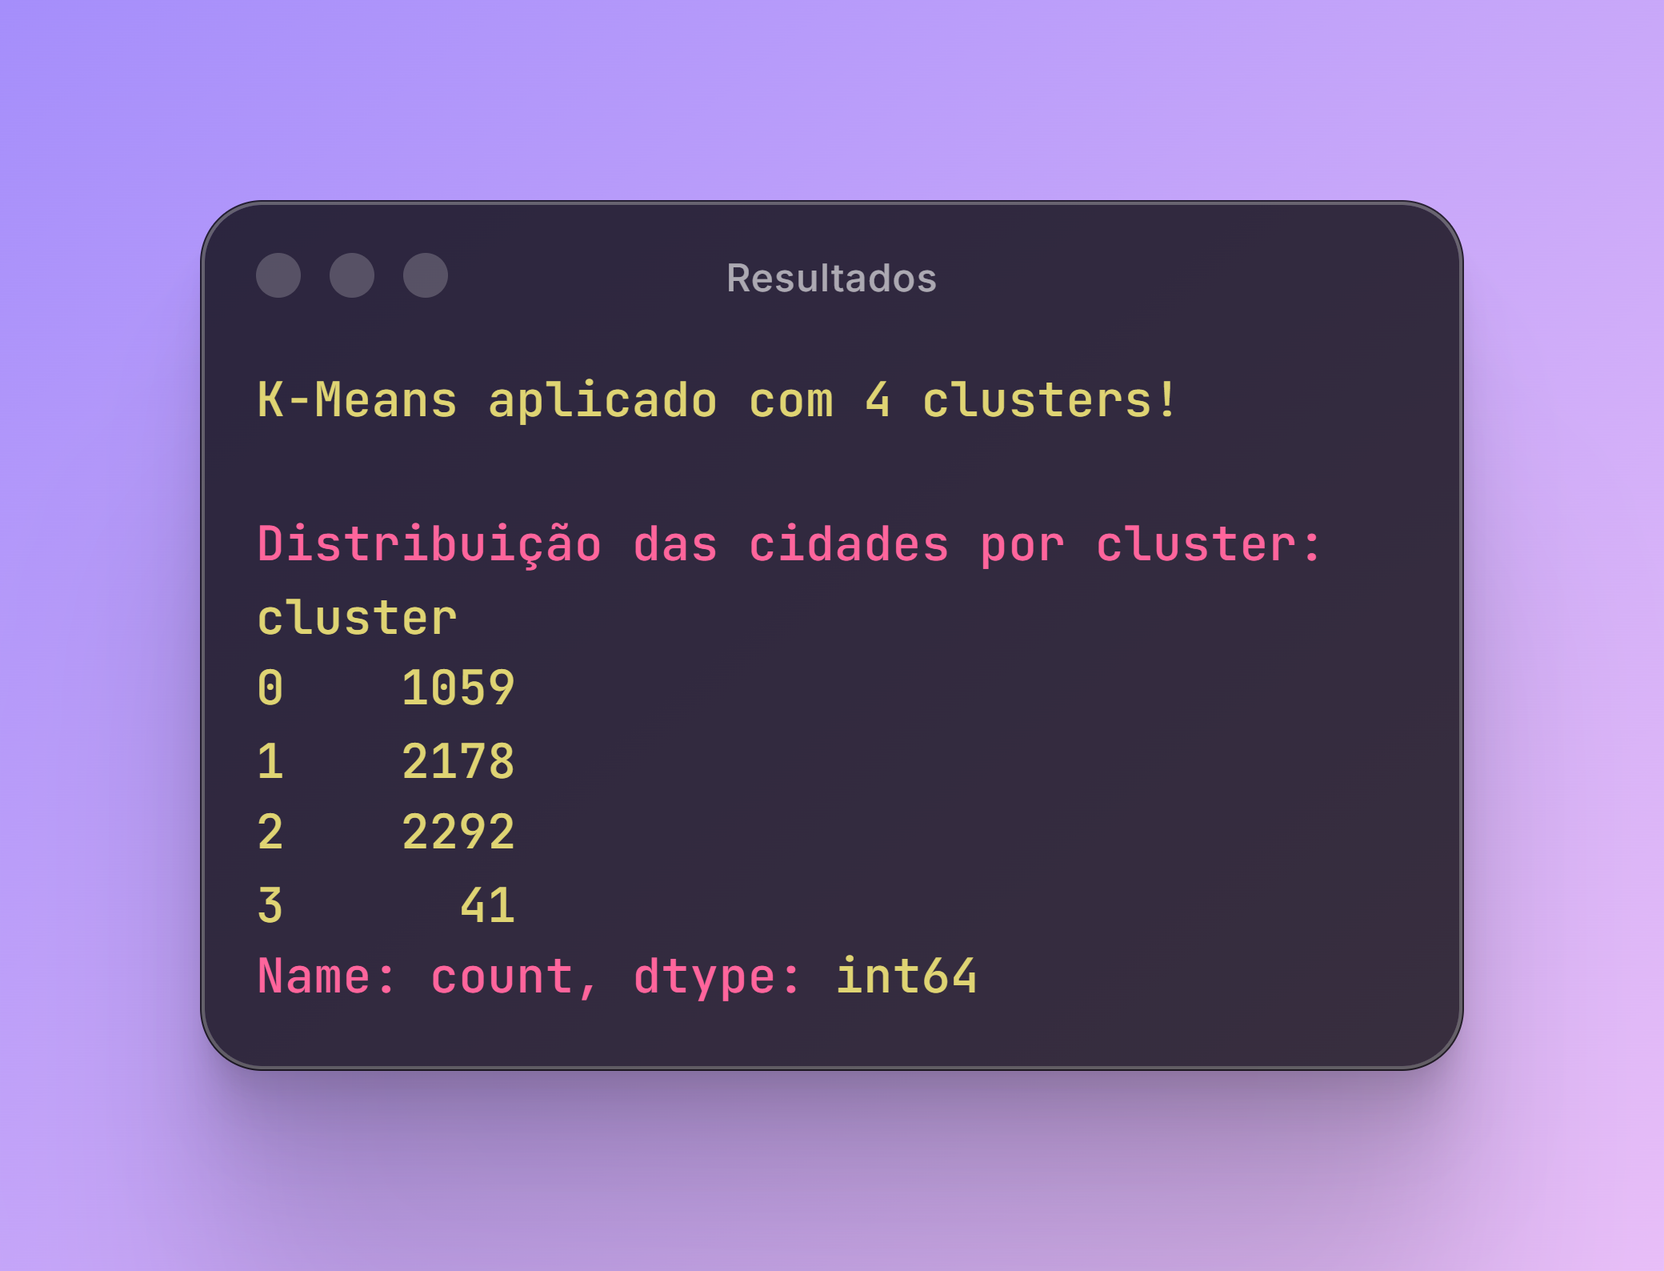 Resultados
K-Means aplicado com 4 clusters!
Distribuição das cidades por cluster:
cluster
0    1059
1    2178
2    2292
3      41
Name: count, dtype: int64